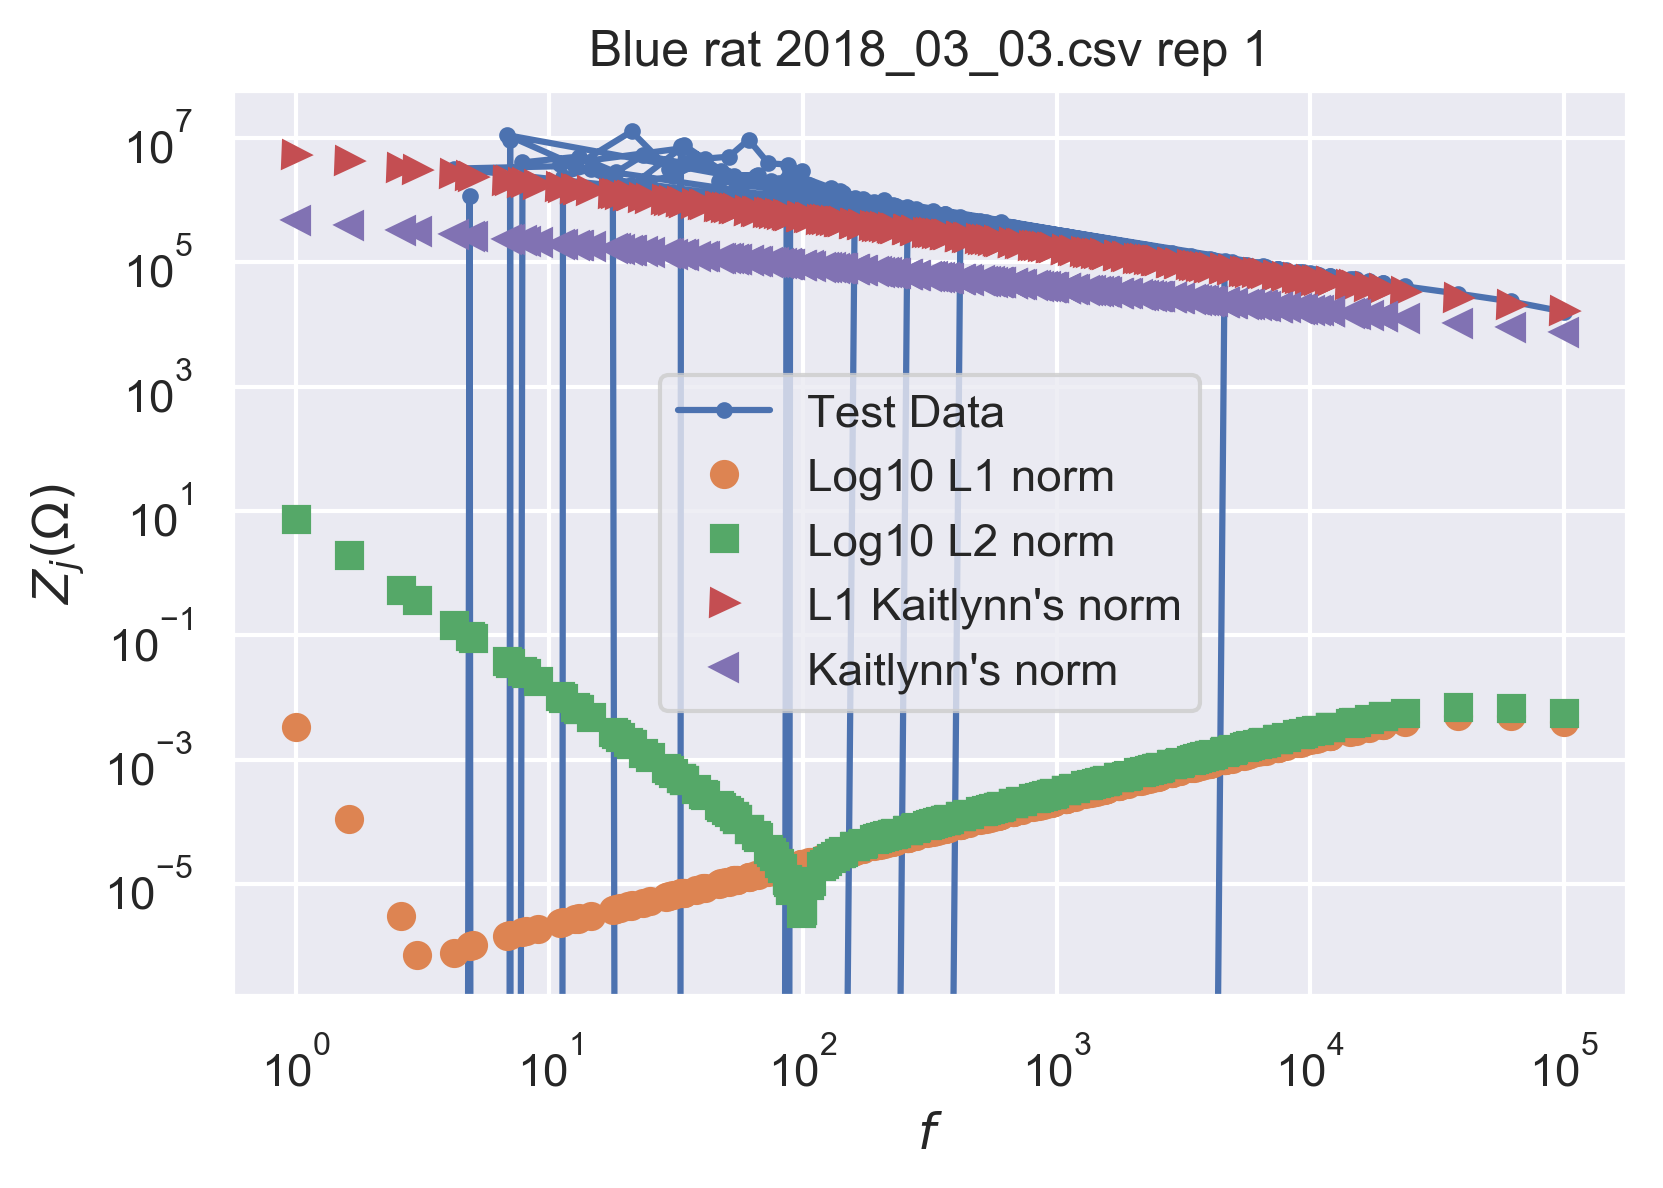 Blue rat 2018_03_03.csv rep 1
10^7
10^5
10^3
10^1
10^−1
10^−3
10^−5
Z_j(Ω)
Test Data
Log10 L1 norm
Log10 L2 norm
L1 Kaitlynn's norm
Kaitlynn's norm
10^0 10^1 10^2 10^3 10^4 10^5
f